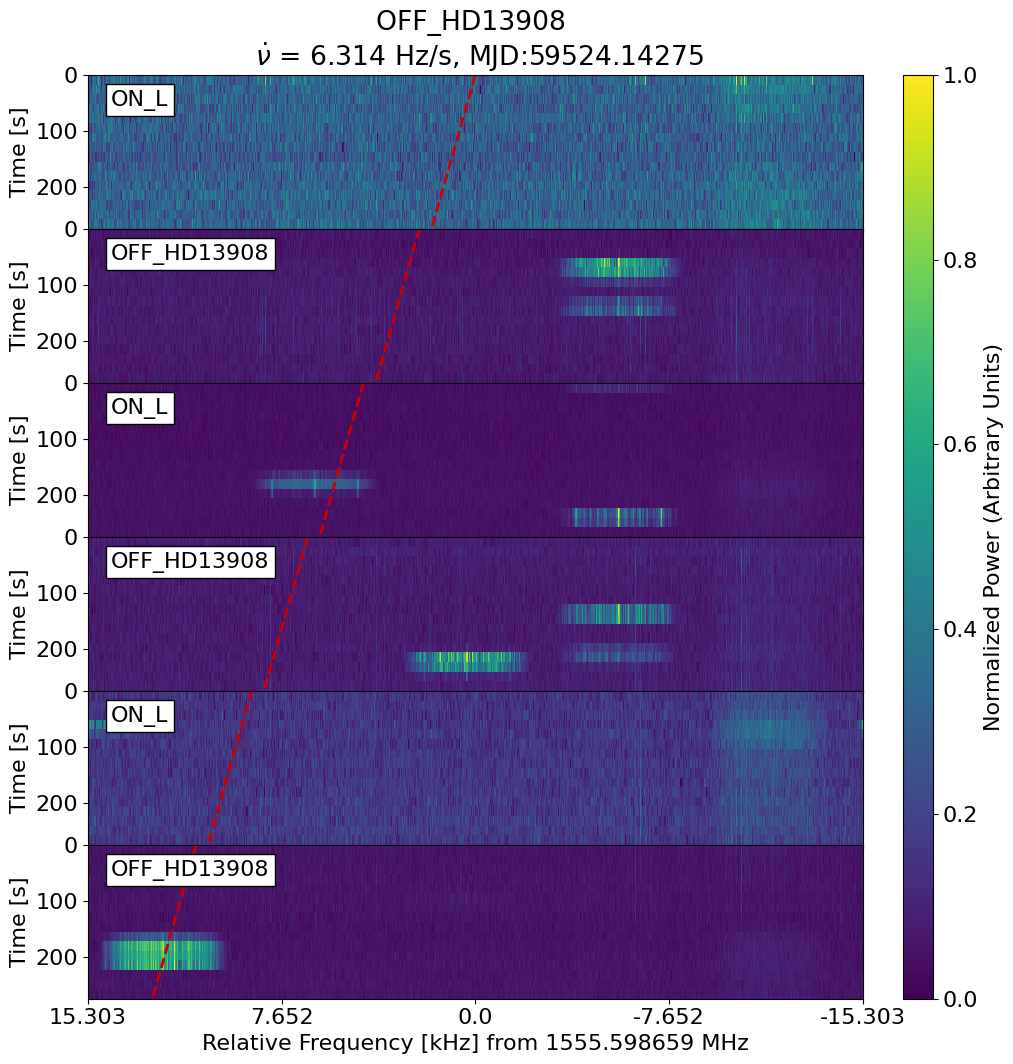 OFF_HD13908
ν̇ = 6.314 Hz/s, MJD:59524.14275
0
ON_L
100
200
Time [s]
0
OFF_HD13908
100
200
Time [s]
0
ON_L
100
200
Time [s]
0
OFF_HD13908
100
200
Time [s]
0
ON_L
100
200
Time [s]
0
OFF_HD13908
100
200
Time [s]
15.303 7.652 0.0 -7.652 -15.303
Relative Frequency [kHz] from 1555.598659 MHz
1.0
0.8
0.6
0.4
0.2
0.0
Normalized Power (Arbitrary Units)